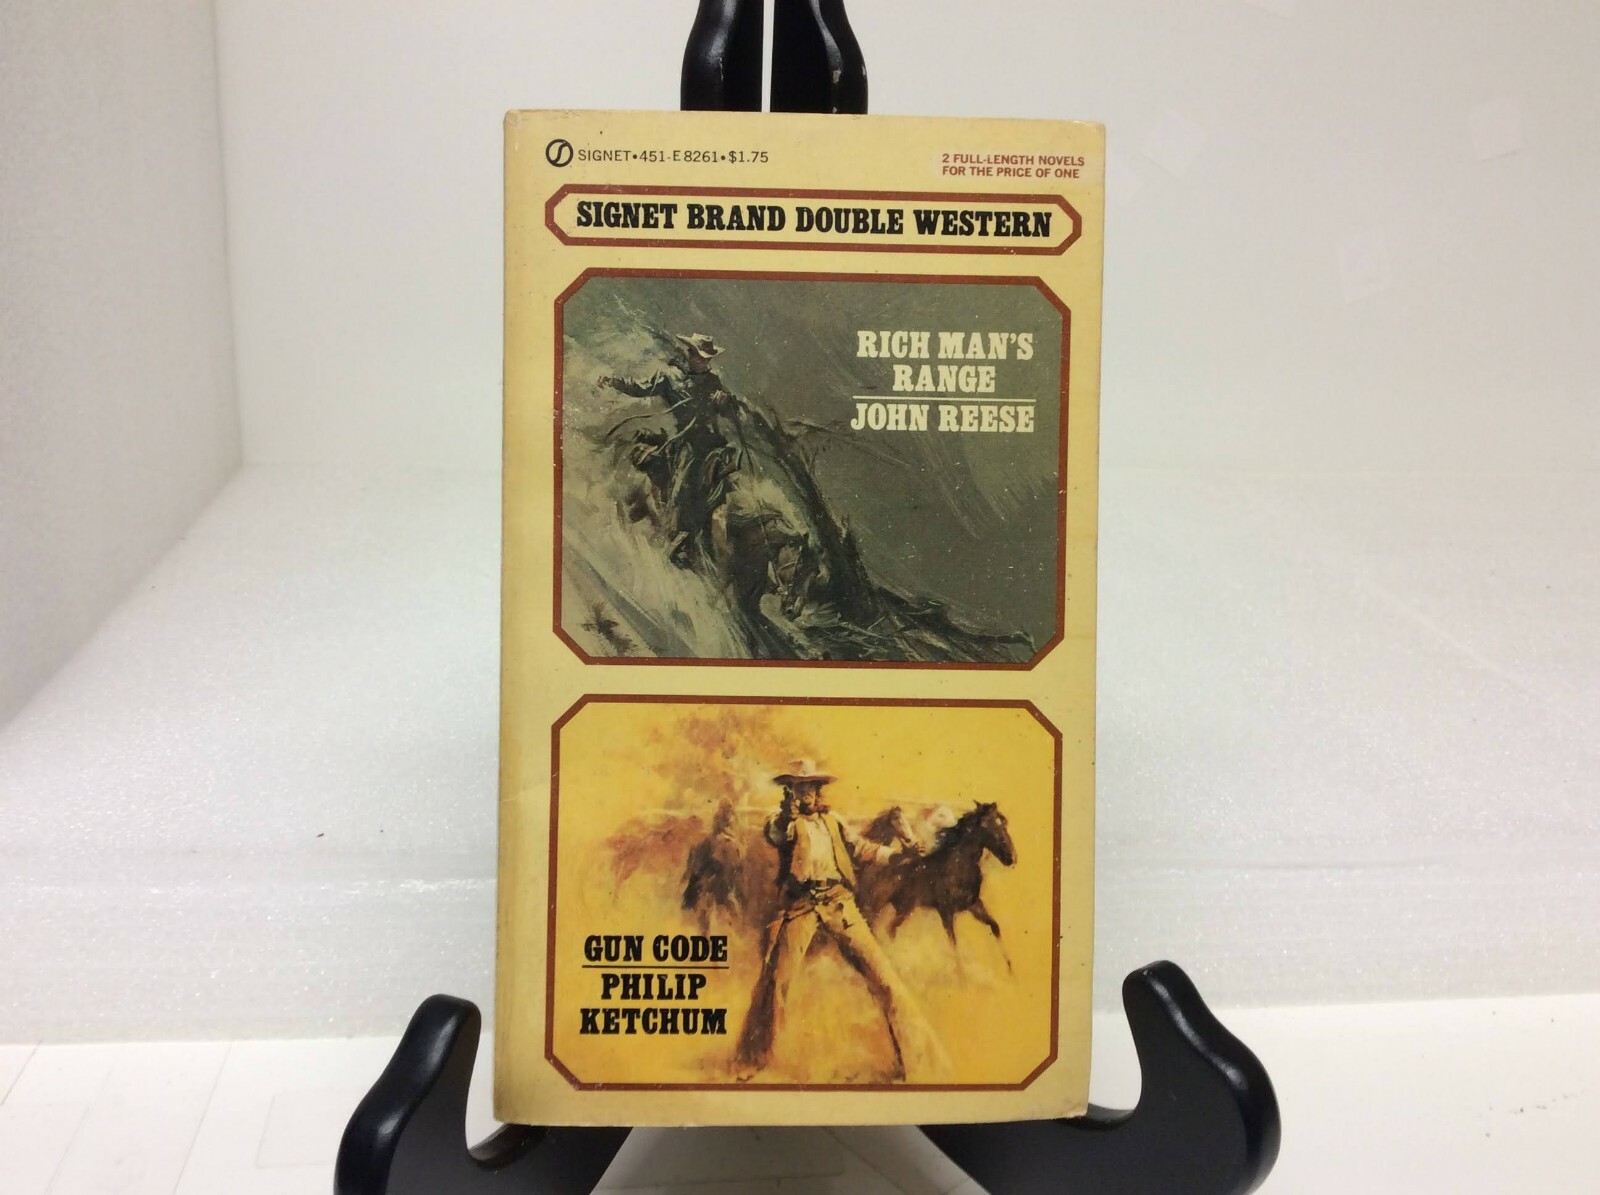 SIGNET•451-E8261•$1.75
2 FULL-LENGTH NOVELS
FOR THE PRICE OF ONE
SIGNET BRAND DOUBLE WESTERN
RICH MAN'S
RANGE
JOHN REESE
GUN CODE
PHILIP
KETCHUM